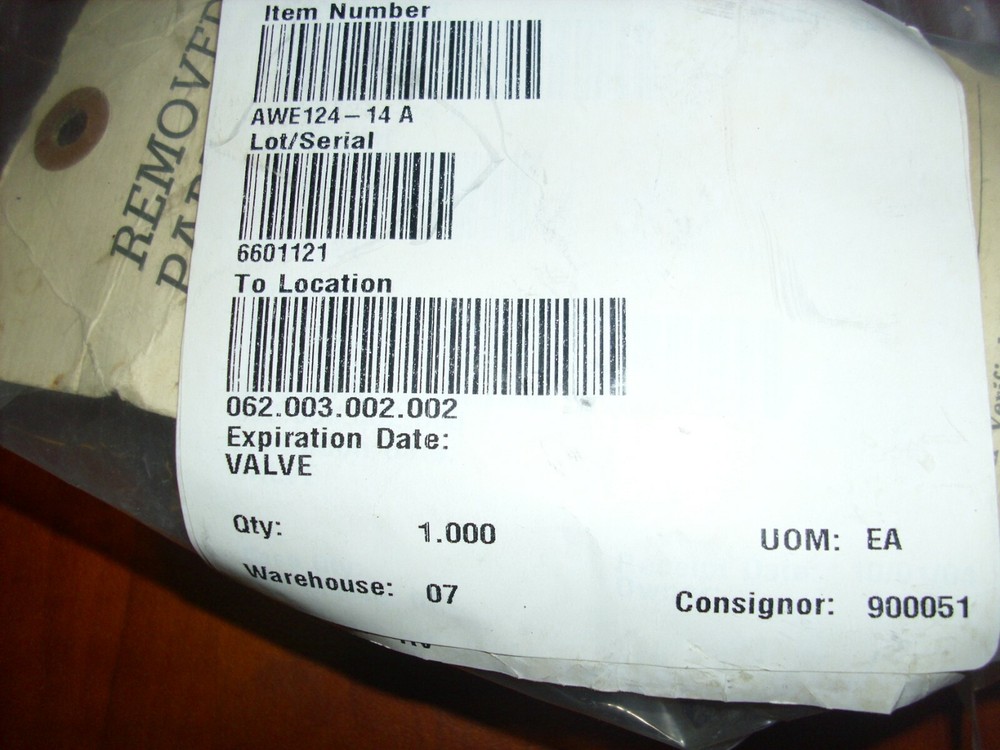 REMOVED
Item Number
AWE124-14 A
Lot/Serial
6601121
To Location
062.003.002.002
Expiration Date:
VALVE
Qty: 1.000 UOM: EA
Warehouse: 07 Consignor: 900051